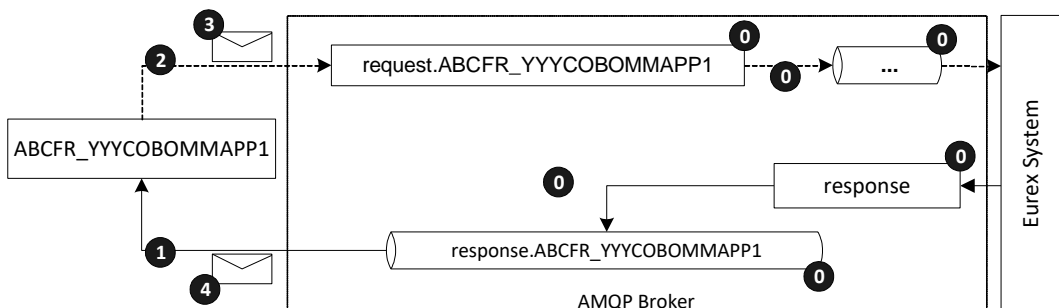 3
0
0
2
request.ABCFR_YYYCOBOMMAPP1
0
...
ABCFR_YYYCOBOMMAPP1
0
0
response
Eurex System
1
response.ABCFR_YYYCOBOMMAPP1
0
4
AMQP Broker